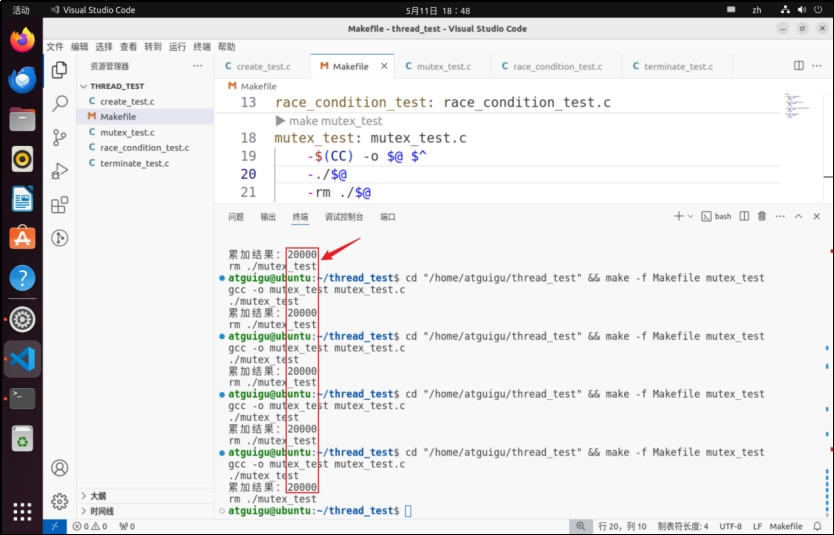 活动
Visual Studio Code
5月11日 18：48
zh
Makefile - thread_test - Visual Studio Code
文件 编辑 选择 查看 转到 运行 终端 帮助
资源管理器
THREAD_TEST
C create_test.c
M Makefile
C mutex_test.c
C race_condition_test.c
C terminate_test.c
大纲
时间线
C create_test.c
M Makefile
C mutex_test.c
C race_condition_test.c
C terminate_test.c
M Makefile
13 race_condition_test: race_condition_test.c
make mutex_test
18 mutex_test: mutex_test.c
19 -$(CC) -o $@ $^
20 -./$@
21 -rm ./$@
问题 输出 终端 调试控制台 端口
bash
累加结果：20000
rm ./mutex_test
atguigu@ubuntu:~/thread_test$ cd "/home/atguigu/thread_test" && make -f Makefile mutex_test
gcc -o mutex_test mutex_test.c
./mutex_test
累加结果：20000
rm ./mutex_test
atguigu@ubuntu:~/thread_test$ cd "/home/atguigu/thread_test" && make -f Makefile mutex_test
gcc -o mutex_test mutex_test.c
./mutex_test
累加结果：20000
rm ./mutex_test
atguigu@ubuntu:~/thread_test$ cd "/home/atguigu/thread_test" && make -f Makefile mutex_test
gcc -o mutex_test mutex_test.c
./mutex_test
累加结果：20000
rm ./mutex_test
atguigu@ubuntu:~/thread_test$ cd "/home/atguigu/thread_test" && make -f Makefile mutex_test
gcc -o mutex_test mutex_test.c
./mutex_test
累加结果：20000
rm ./mutex_test
atguigu@ubuntu:~/thread_test$
0 0 0
行 20，列 10 制表符长度: 4 UTF-8 LF Makefile